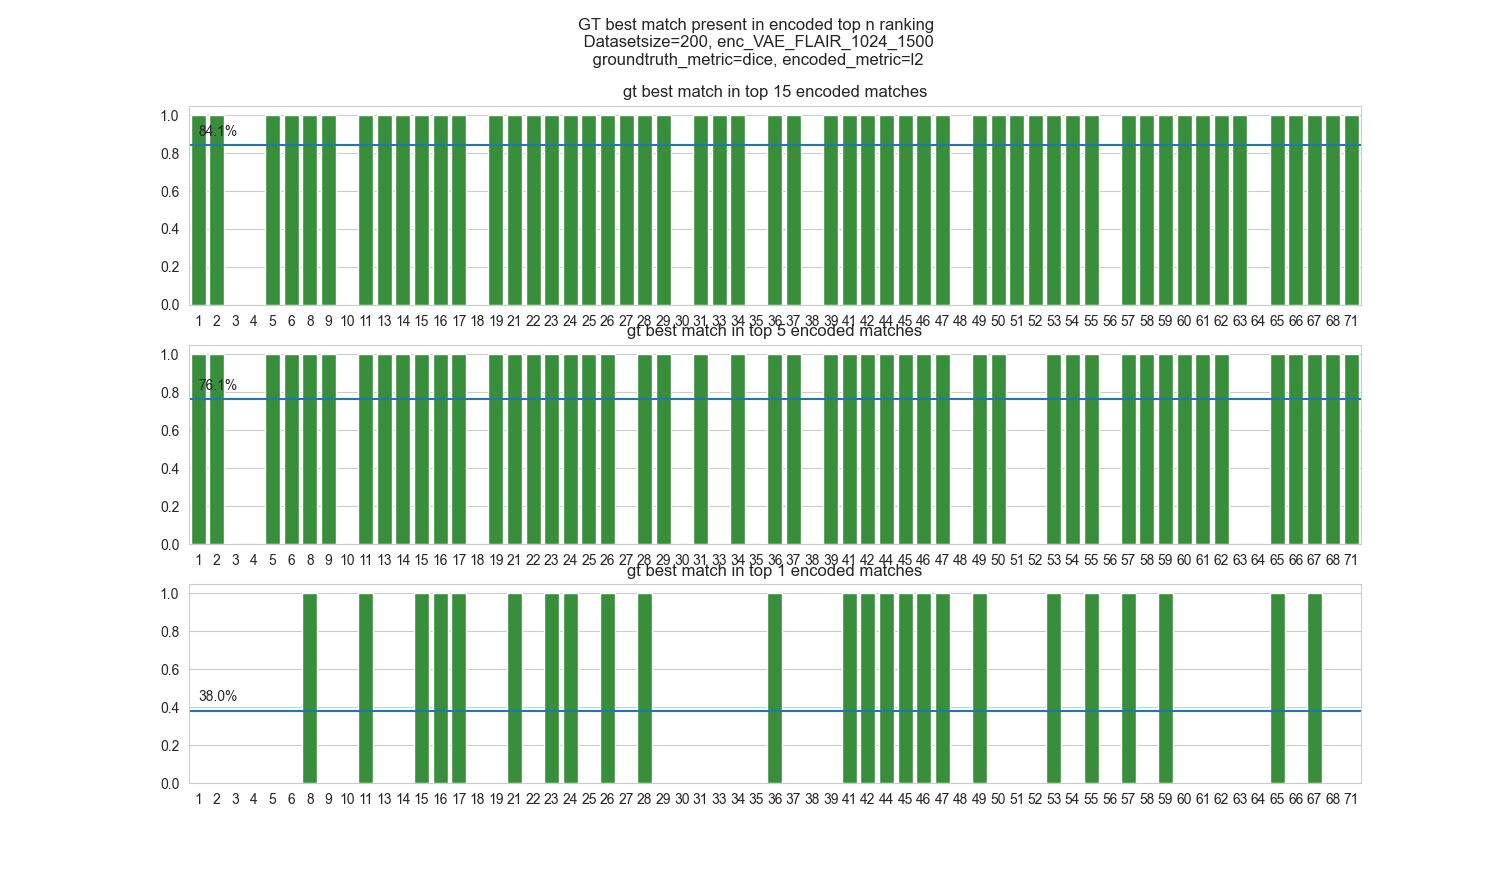 GT best match present in encoded top n ranking
Datasetsize=200, enc_VAE_FLAIR_1024_1500
groundtruth_metric=dice, encoded_metric=l2
gt best match in top 15 encoded matches
1.0
84.1%
0.8
0.6
0.4
0.2
0.0
1 2 3 4 5 6 8 9 10 11 13 14 15 16 17 18 19 21 22 23 24 25 26 27 28 29 30 31 33 34 35 36 37 38 39 41 42 44 45 46 47 48 49 50 51 52 53 54 55 56 57 58 59 60 61 62 63 64 65 66 67 68 71
gt best match in top 5 encoded matches
1.0
76.1%
0.8
0.6
0.4
0.2
0.0
1 2 3 4 5 6 8 9 10 11 13 14 15 16 17 18 19 21 22 23 24 25 26 27 28 29 30 31 33 34 35 36 37 38 39 41 42 44 45 46 47 48 49 50 51 52 53 54 55 56 57 58 59 60 61 62 63 64 65 66 67 68 71
gt best match in top 1 encoded matches
1.0
0.8
0.6
38.0%
0.4
0.2
0.0
1 2 3 4 5 6 8 9 10 11 13 14 15 16 17 18 19 21 22 23 24 25 26 27 28 29 30 31 33 34 35 36 37 38 39 41 42 44 45 46 47 48 49 50 51 52 53 54 55 56 57 58 59 60 61 62 63 64 65 66 67 68 71